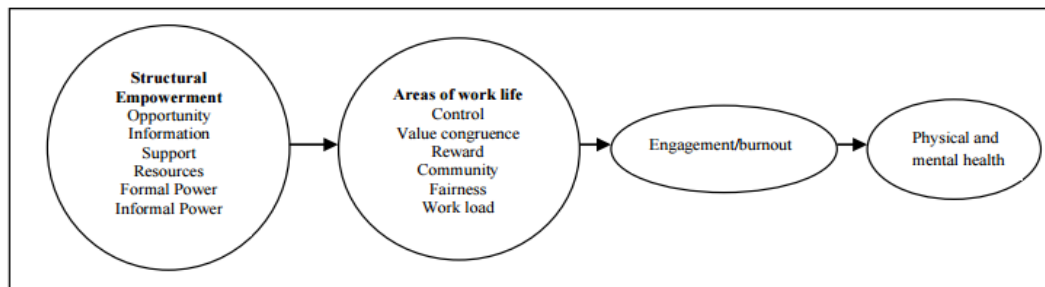 Structural
Empowerment
Opportunity
Information
Support
Resources
Formal Power
Informal Power
Areas of work life
Control
Value congruence
Reward
Community
Fairness
Work load
Engagement/burnout
Physical and
mental health